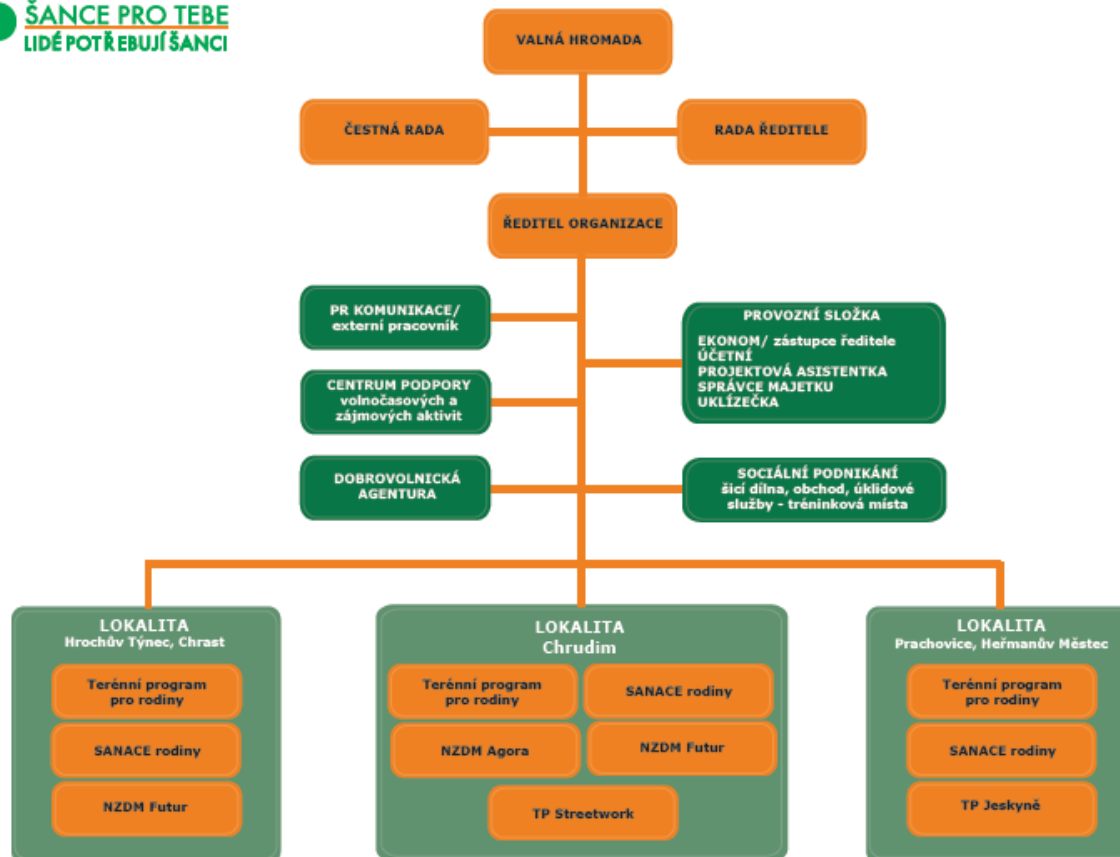 ŠANCE PRO TEBE
LIDÉ POTŘEBUJÍ ŠANCI
VALNÁ HROMADA
ČESTNÁ RADA
RADA ŘEDITELE
ŘEDITEL ORGANIZACE
PR KOMUNIKACE/
externí pracovník
PROVOZNÍ SLOŽKA
EKONOM/ zástupce ředitele
ÚČETNÍ
PROJEKTOVÁ ASISTENTKA
SPRÁVCE MAJETKU
UKLÍZEČKA
CENTRUM PODPORY
volnočasových a
zájmových aktivit
DOBROVOLNICKÁ
AGENTURA
SOCIÁLNÍ PODNIKÁNÍ
šicí dílna, obchod, úklidové
služby - tréninková místa
LOKALITA
Hrochův Týnec, Chrast
Terénní program
pro rodiny
SANACE rodiny
NZDM Futur
LOKALITA
Chrudim
Terénní program
pro rodiny
SANACE rodiny
NZDM Agora
NZDM Futur
TP Streetwork
LOKALITA
Prachovice, Heřmanův Městec
Terénní program
pro rodiny
SANACE rodiny
TP Jeskyně